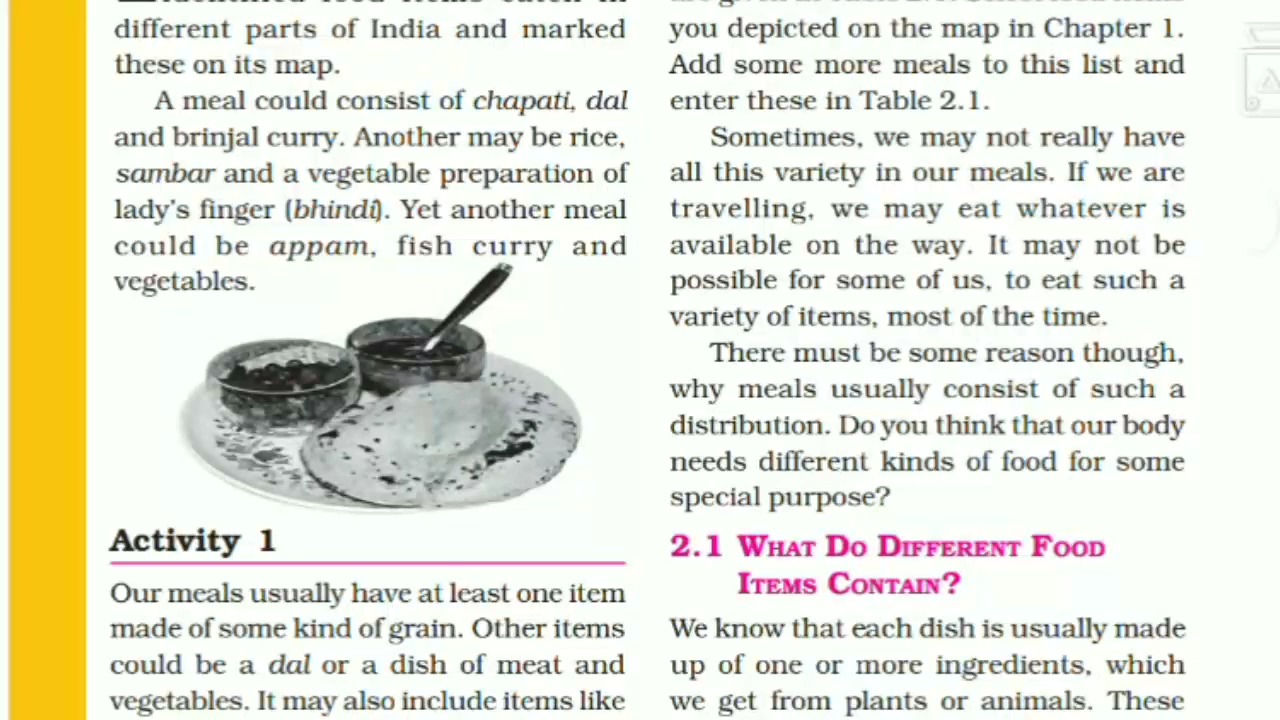 different parts of India and marked
these on its map.
A meal could consist of chapati, dal
and brinjal curry. Another may be rice,
sambar and a vegetable preparation of
lady's finger (bhindi). Yet another meal
could be appam, fish curry and
vegetables.
Activity 1
Our meals usually have at least one item
made of some kind of grain. Other items
could be a dal or a dish of meat and
vegetables. It may also include items like
you depicted on the map in Chapter 1.
Add some more meals to this list and
enter these in Table 2.1.
Sometimes, we may not really have
all this variety in our meals. If we are
travelling, we may eat whatever is
available on the way. It may not be
possible for some of us, to eat such a
variety of items, most of the time.
There must be some reason though,
why meals usually consist of such a
distribution. Do you think that our body
needs different kinds of food for some
special purpose?
2.1 WHAT DO DIFFERENT FOOD
ITEMS CONTAIN?
We know that each dish is usually made
up of one or more ingredients, which
we get from plants or animals. These